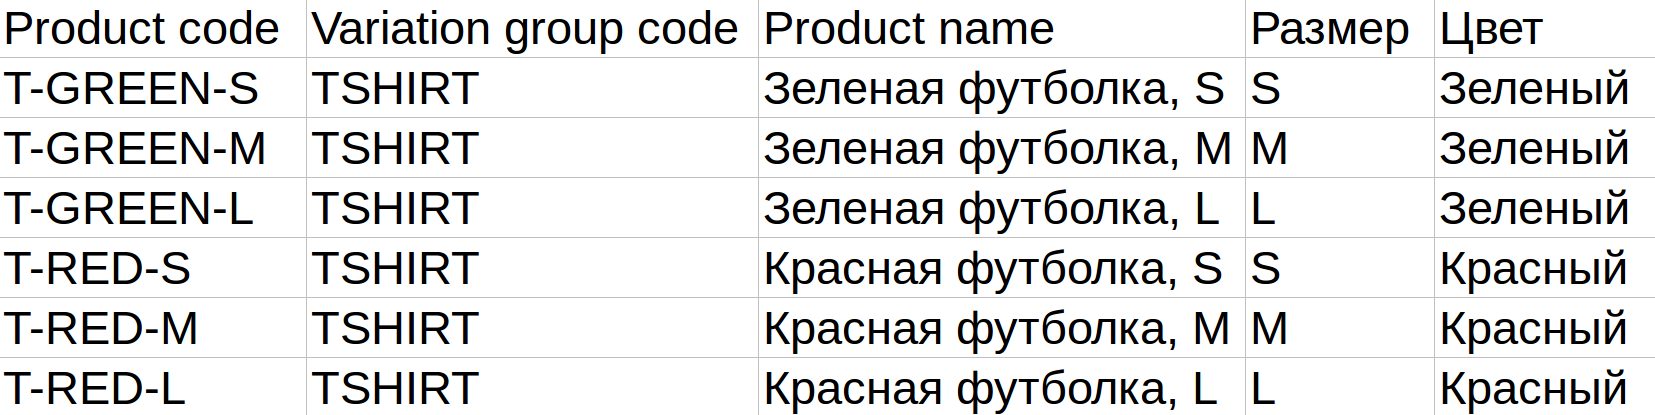 Product code Variation group code Product name Размер Цвет
T-GREEN-S TSHIRT Зеленая футболка, S S Зеленый
T-GREEN-M TSHIRT Зеленая футболка, M M Зеленый
T-GREEN-L TSHIRT Зеленая футболка, L L Зеленый
T-RED-S TSHIRT Красная футболка, S S Красный
T-RED-M TSHIRT Красная футболка, M M Красный
T-RED-L TSHIRT Красная футболка, L L Красный